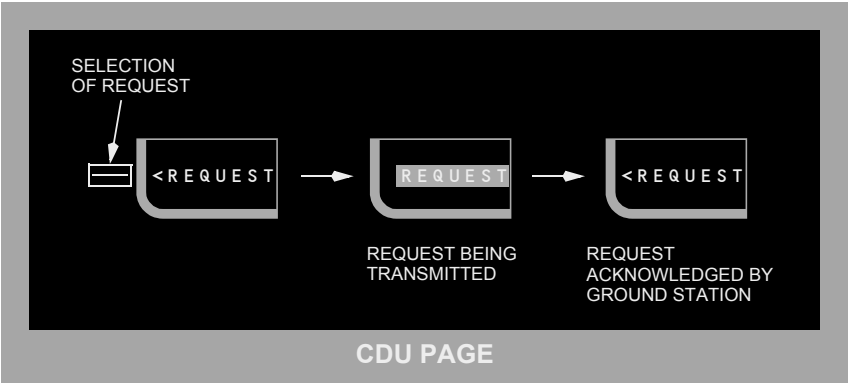 SELECTION
OF REQUEST
<REQUEST
REQUEST
<REQUEST
REQUEST BEING
TRANSMITTED
REQUEST
ACKNOWLEDGED BY
GROUND STATION
CDU PAGE